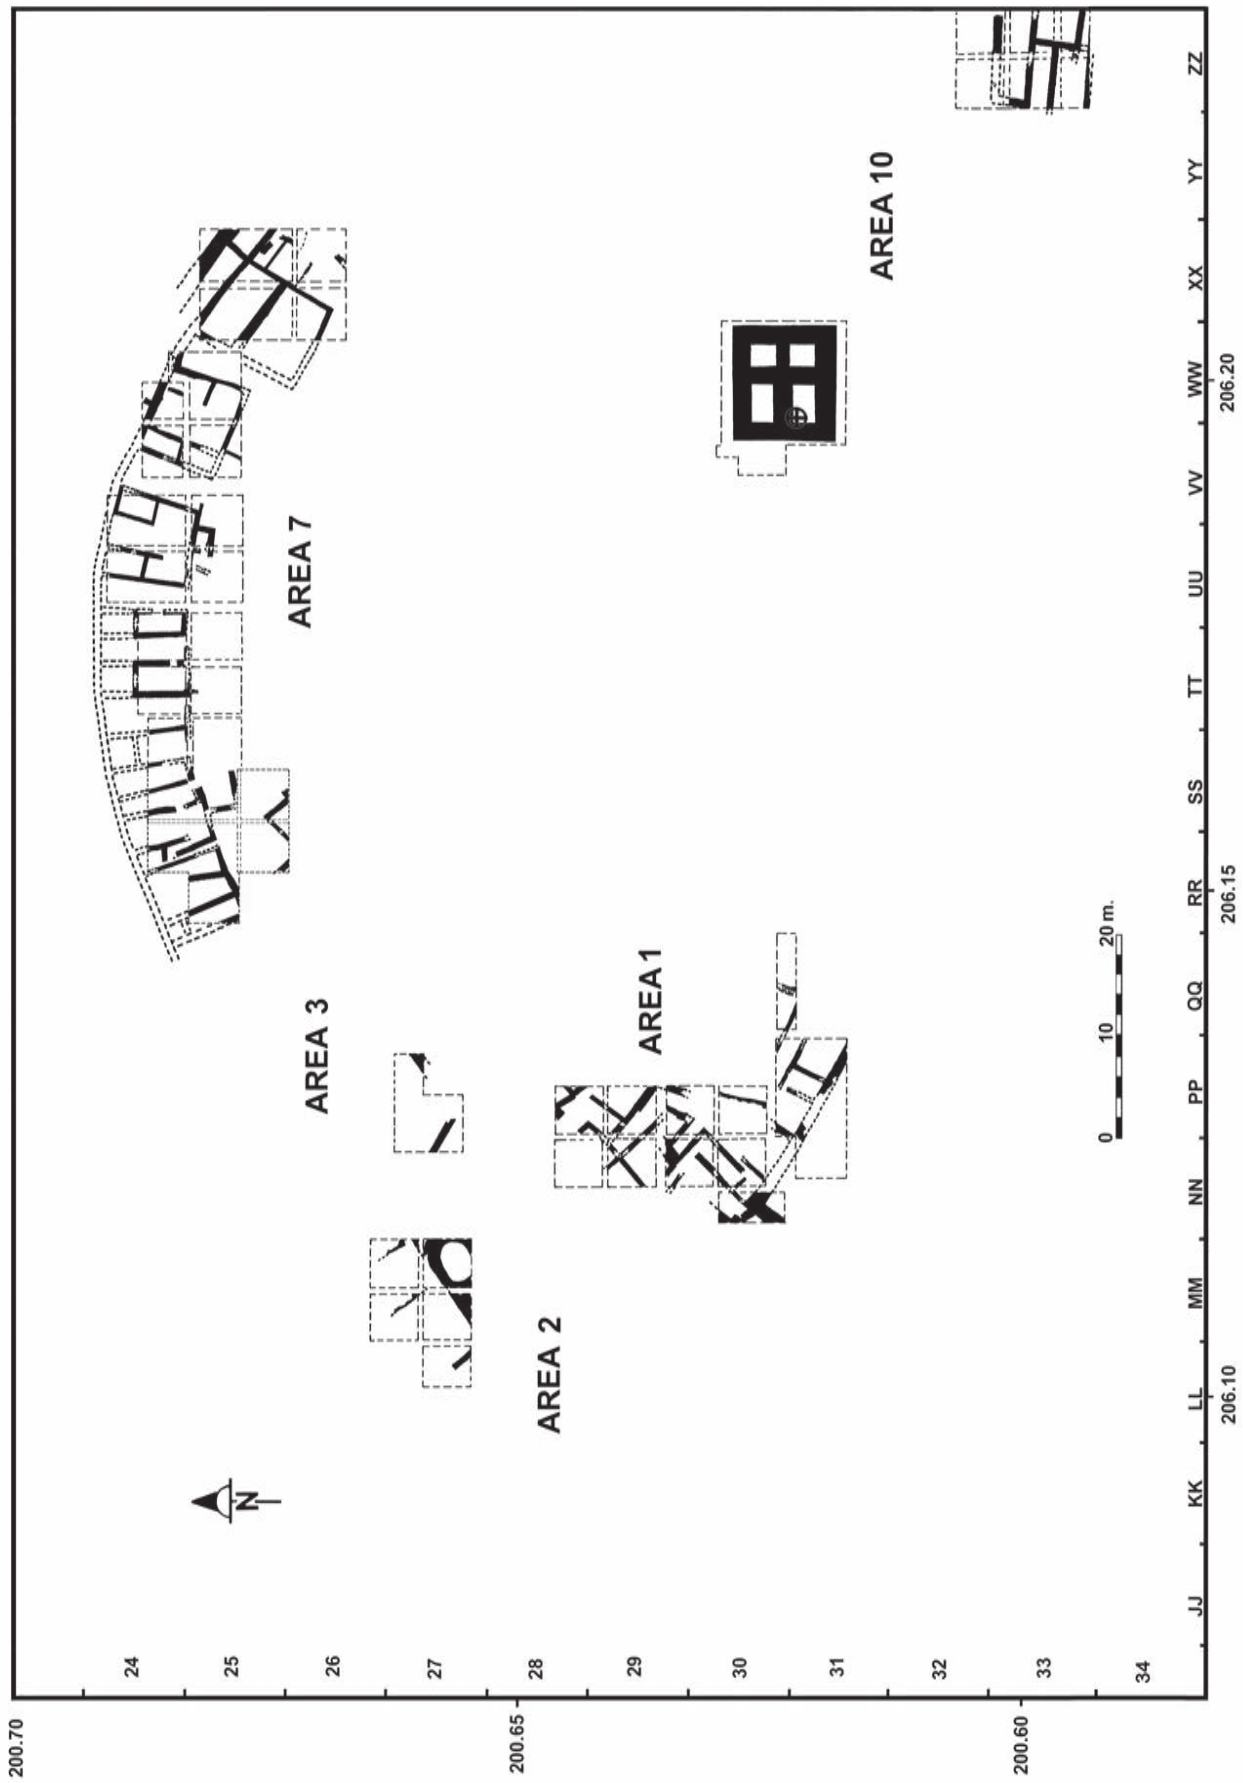 200.70
24
25
26
27
28
29
30
31
32
33
34
200.65
200.60
JJ
KK
LL
MM
NN
PP
QQ
RR
SS
TT
UU
VV
WW
XX
YY
ZZ
206.10
206.15
206.20
N
AREA 7
AREA 3
AREA 2
AREA 1
AREA 10
0
10
20 m.